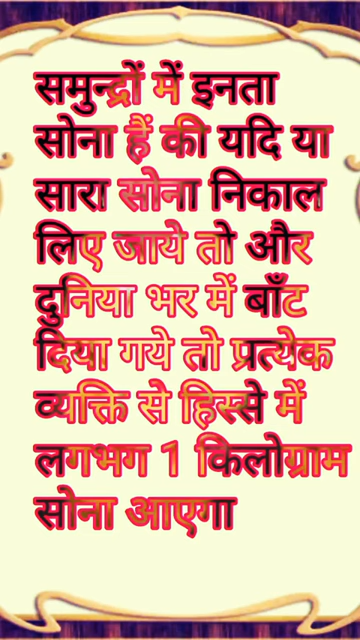 समुन्द्रों में इनता
सोना हैं की यदि या
सारा सोना निकाल
लिए जाये तो और
दुनिया भर में बाँट
दिया गये तो प्रत्येक
व्यक्ति से हिस्से में
लगभग 1 किलोग्राम
सोना आएगा